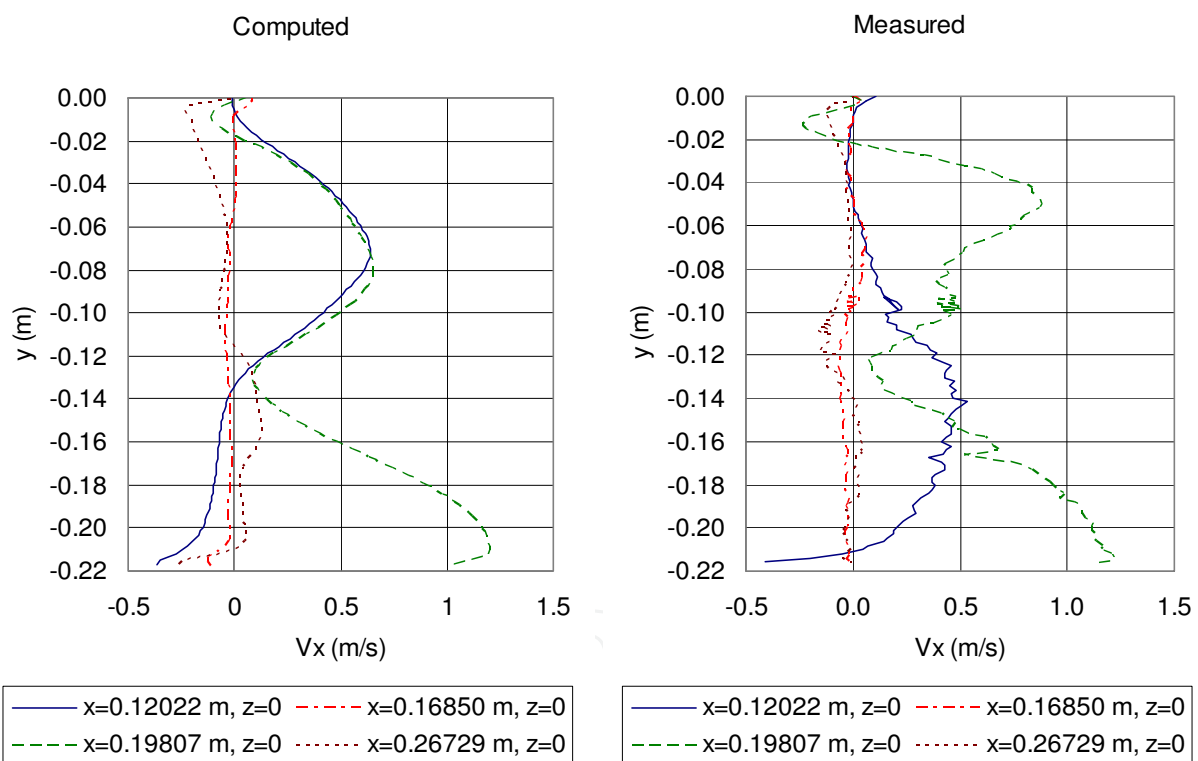 Computed
0.00
-0.02
-0.04
-0.06
-0.08
-0.10
-0.12
-0.14
-0.16
-0.18
-0.20
-0.22
y (m)
-0.5 0 0.5 1 1.5
Vx (m/s)
x=0.12022 m, z=0 x=0.16850 m, z=0
x=0.19807 m, z=0 x=0.26729 m, z=0
Measured
0.00
-0.02
-0.04
-0.06
-0.08
-0.10
-0.12
-0.14
-0.16
-0.18
-0.20
-0.22
y (m)
-0.5 0.0 0.5 1.0 1.5
Vx (m/s)
x=0.12022 m, z=0 x=0.16850 m, z=0
x=0.19807 m, z=0 x=0.26729 m, z=0